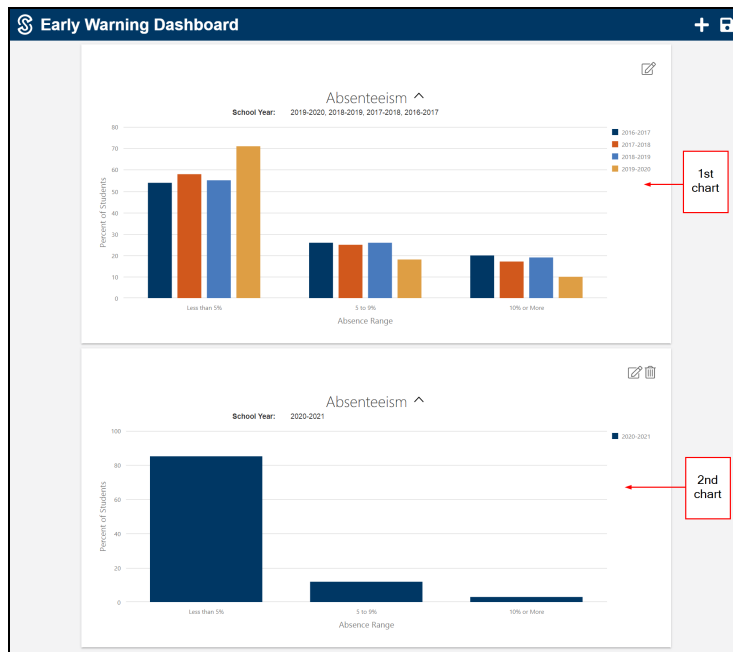 Early Warning Dashboard
Absenteeism
School Year: 2019-2020, 2018-2019, 2017-2018, 2016-2017
80
70
60
50
40
30
20
10
0
Percent of Students
Less than 5%
5 to 9%
10% or More
Absence Range
2016-2017
2017-2018
2018-2019
2019-2020
1st
chart
Absenteeism
School Year: 2020-2021
100
80
60
40
20
0
Percent of Students
Less than 5%
5 to 9%
10% or More
Absence Range
2020-2021
2nd
chart